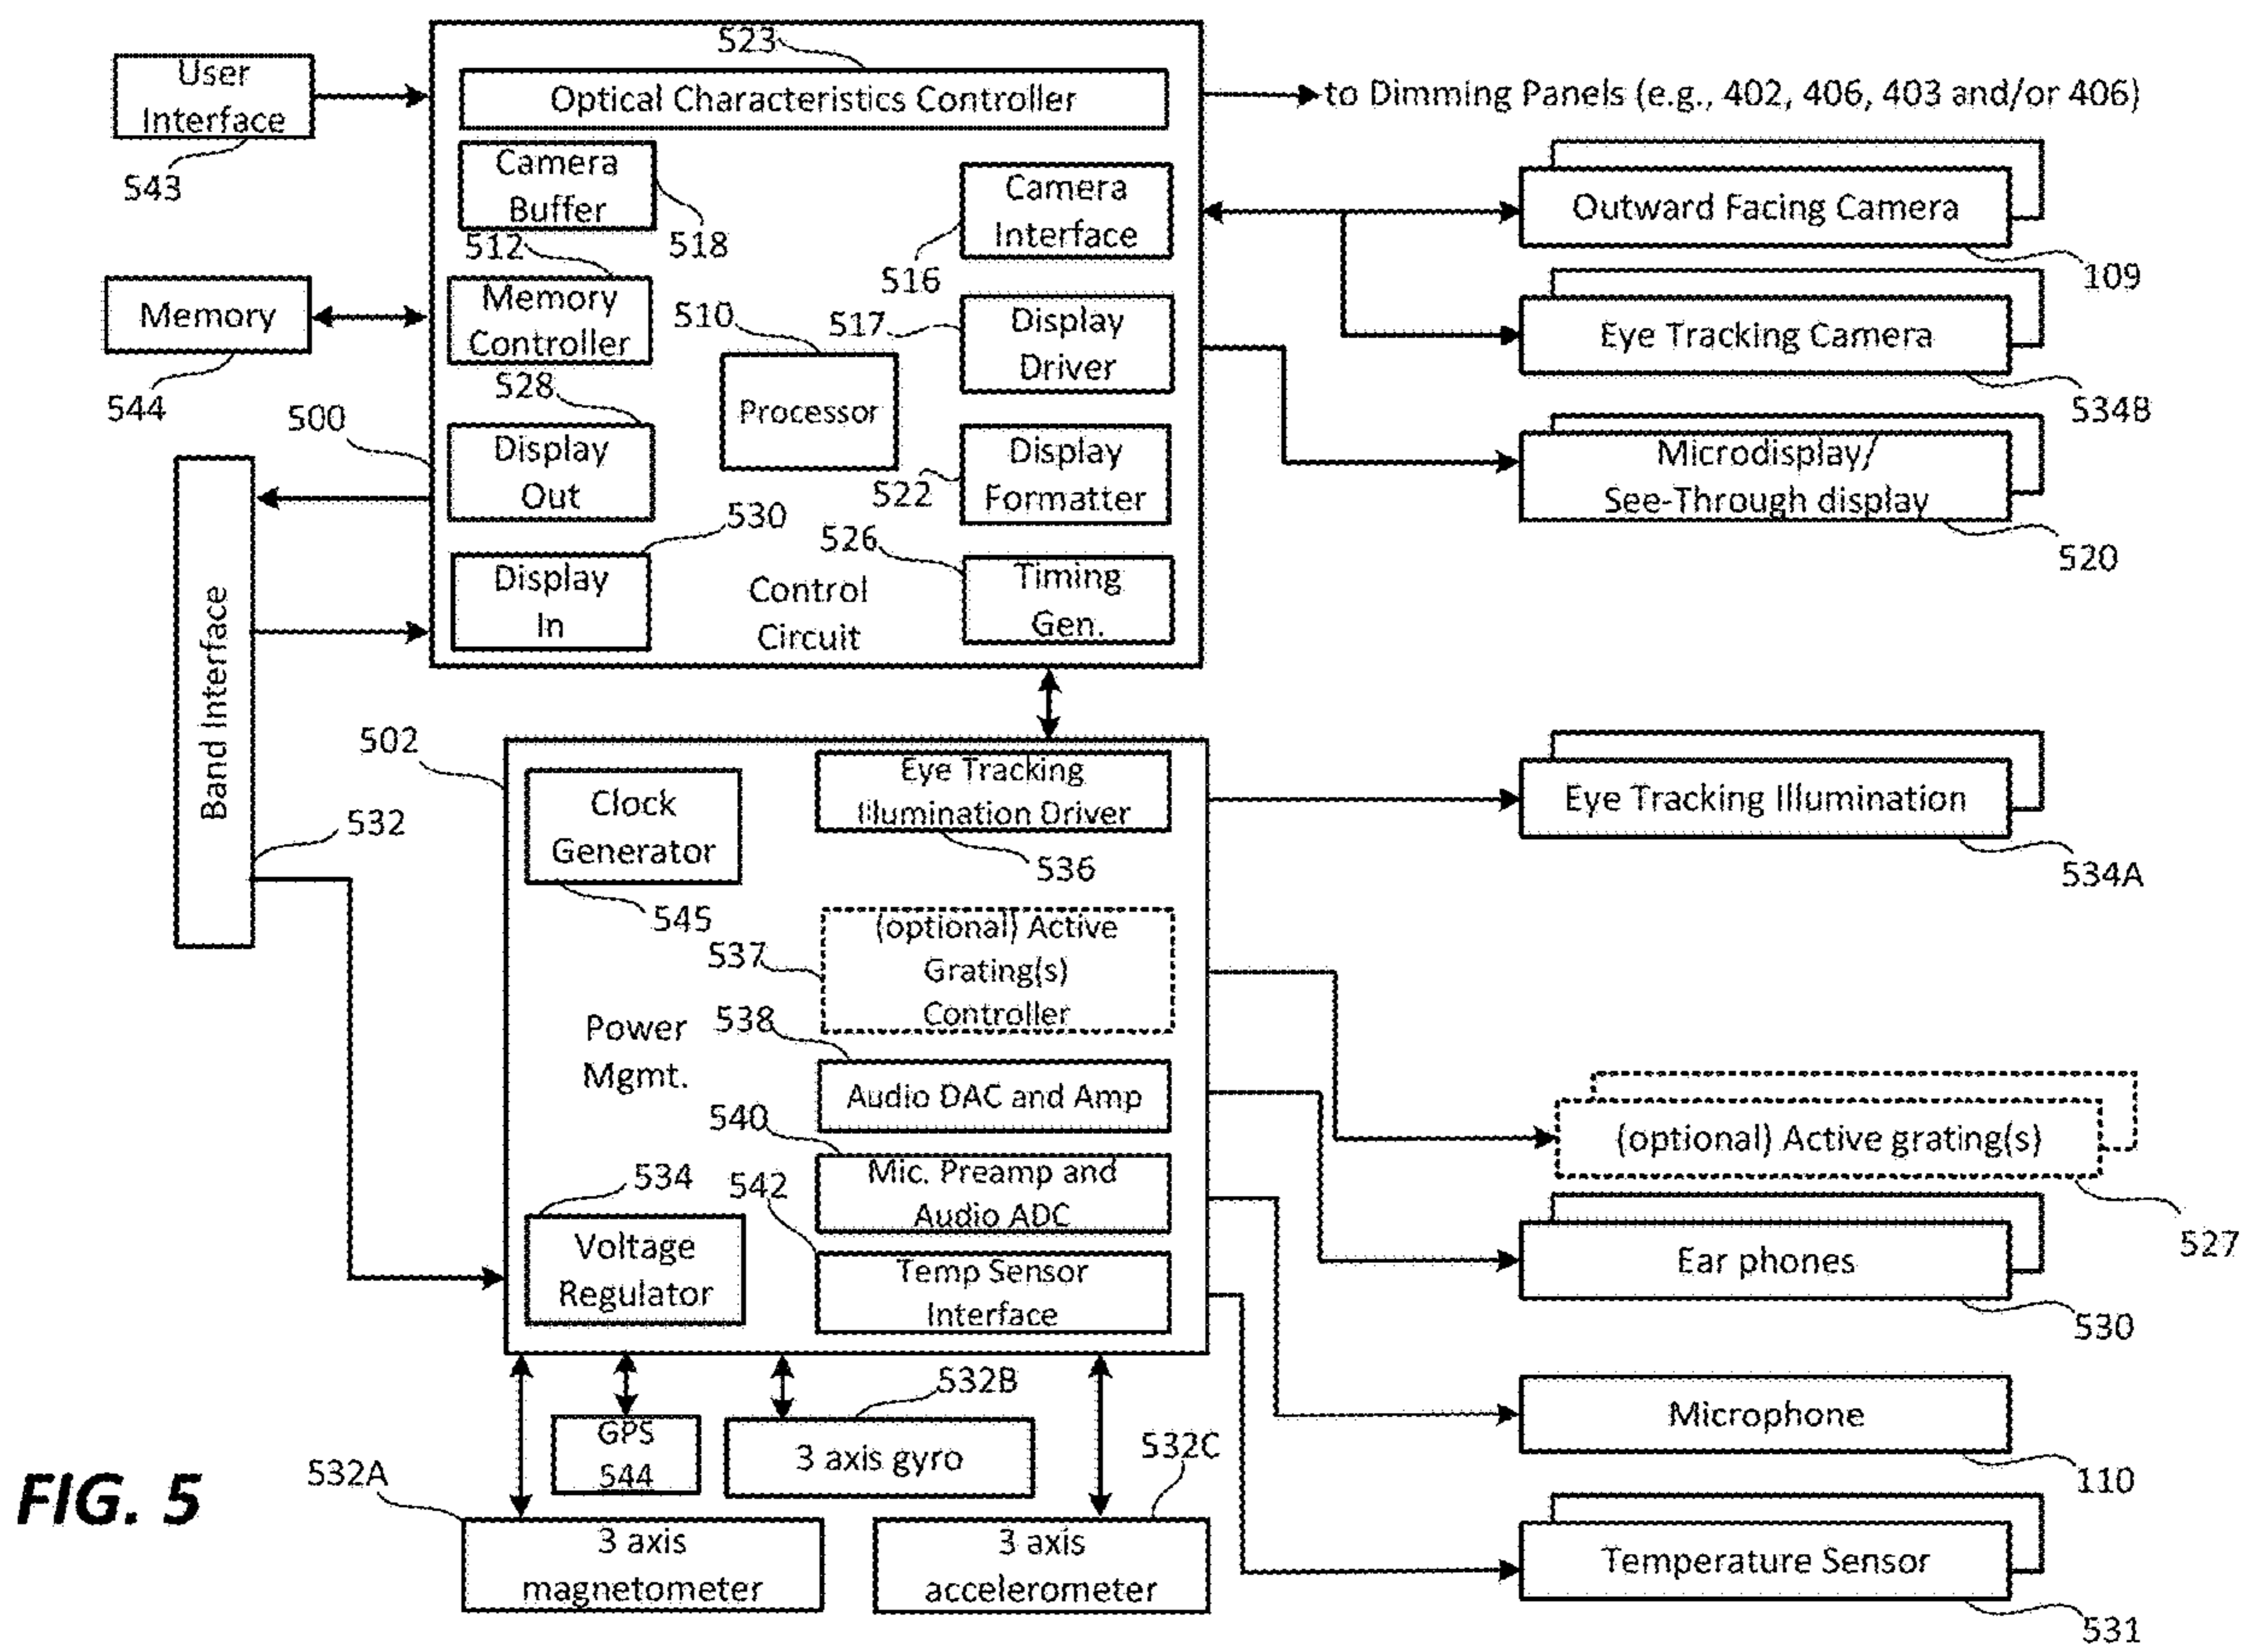 523
User
Interface
543
Optical Characteristics Controller
to Dimming Panels (e.g., 402, 406, 403 and/or 406)
Camera
Buffer
518
Camera
Interface
516
Outward Facing Camera
109
512
Memory
544
Memory
Controller
510
Processor
517
Display
Driver
Eye Tracking Camera
534B
500
528
Display
Out
522
Display
Formatter
Microdisplay/
See-Through display
520
530
Display
In
Control
Circuit
526
Timing
Gen.
Band Interface
532
502
Clock
Generator
545
Eye Tracking
Illumination Driver
536
Eye Tracking Illumination
534A
537
(optional) Active
Grating(s)
Controller
Power
Mgmt.
538
Audio DAC and Amp
(optional) Active grating(s)
527
540
Mic. Preamp and
Audio ADC
534
Voltage
Regulator
542
Temp Sensor
Interface
Ear phones
530
532B
GPS
544
3 axis gyro
532C
Microphone
110
532A
3 axis
magnetometer
3 axis
accelerometer
Temperature Sensor
531
FIG. 5